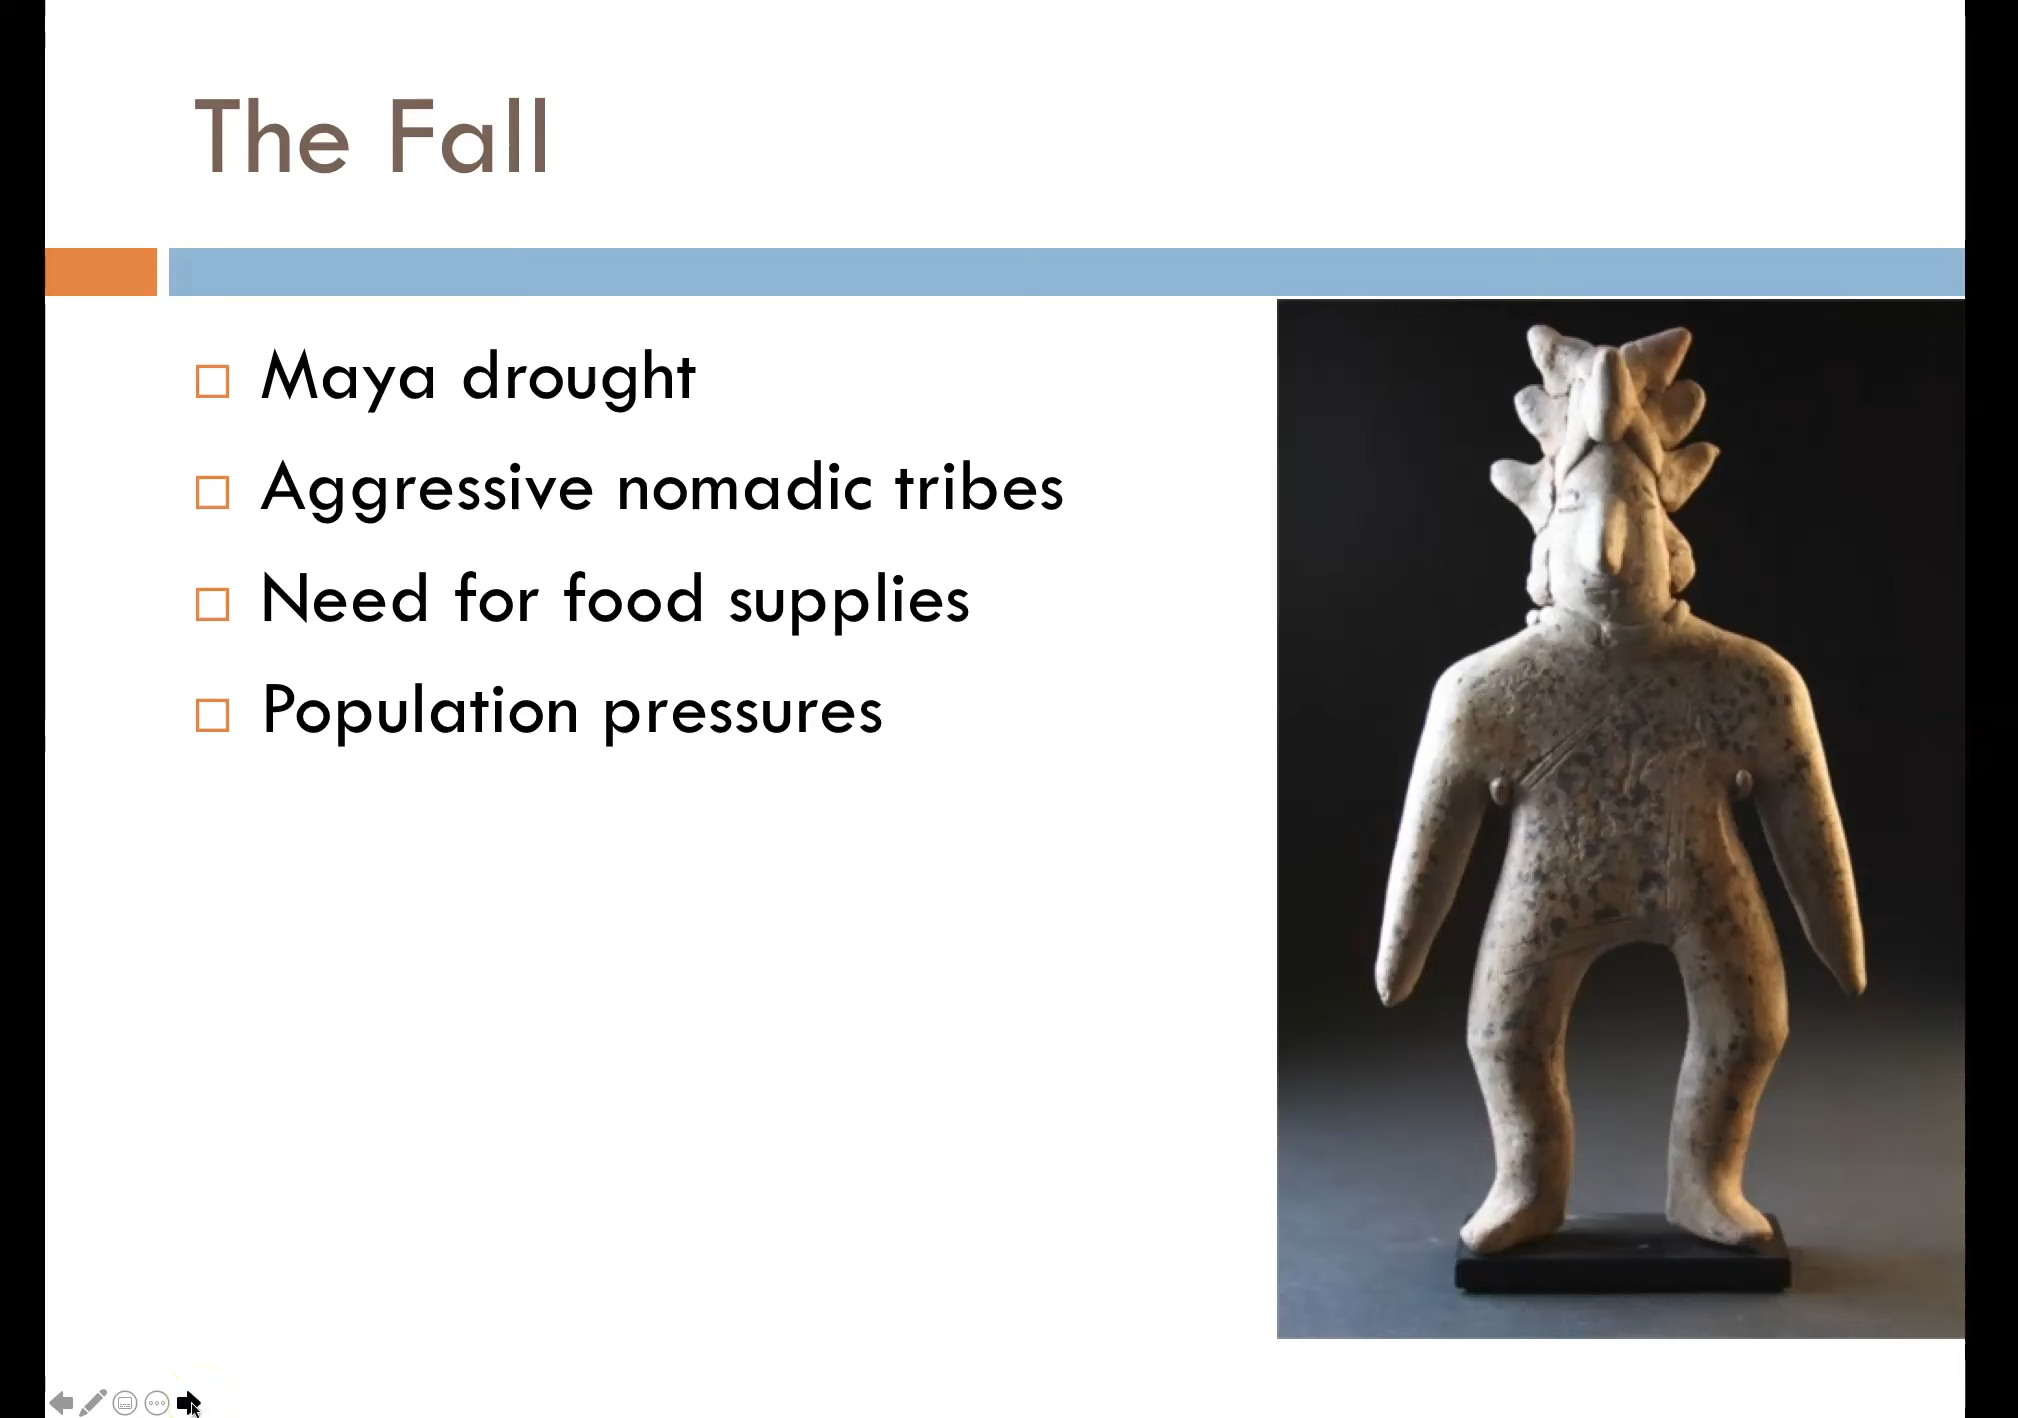 The Fall
Maya drought
Aggressive nomadic tribes
Need for food supplies
Population pressures